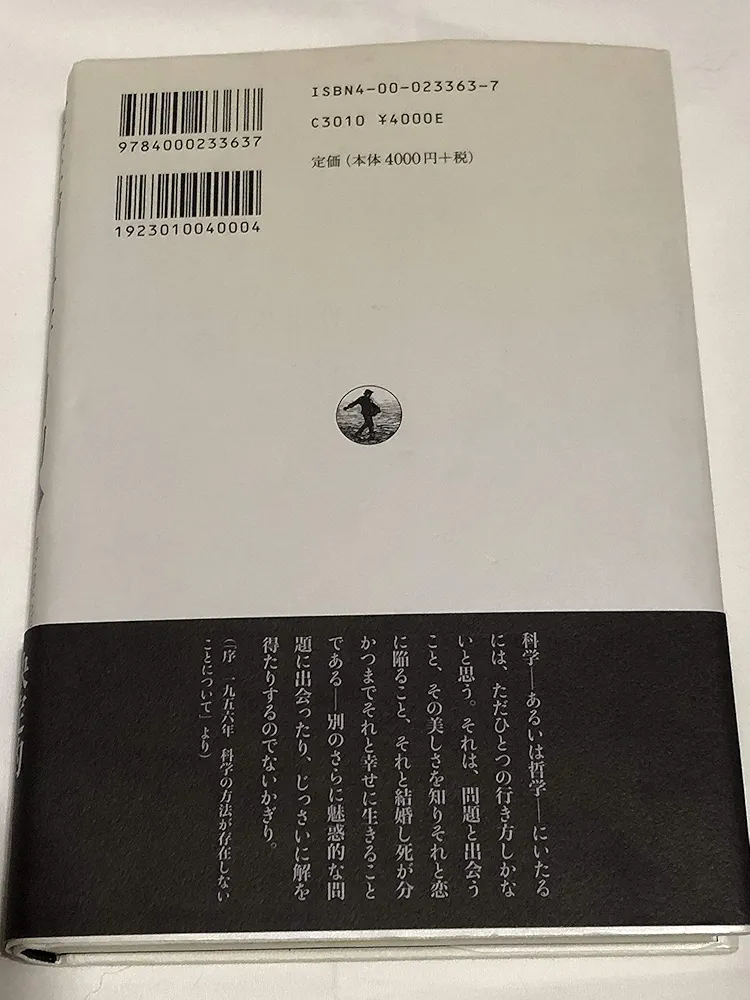 ISBN4-00-023363-7
C3010 ¥4000E
定価(本体4000円+税)
9784000233637
1923010040004
科学—あるいは哲学—にいたる
には、ただひとつの行き方しかな
いと思う。それは、問題と出会う
こと、その美しさを知りそれと恋
に陥ること、それと結婚し死が分
かつまでそれと幸せに生きること
である—別のさらに魅惑的な問
題に出会ったり、じっさいに解を
得たりするのでないかぎり。
(「序 一九五六年 科学の方法が存在しない
ことについて」より)